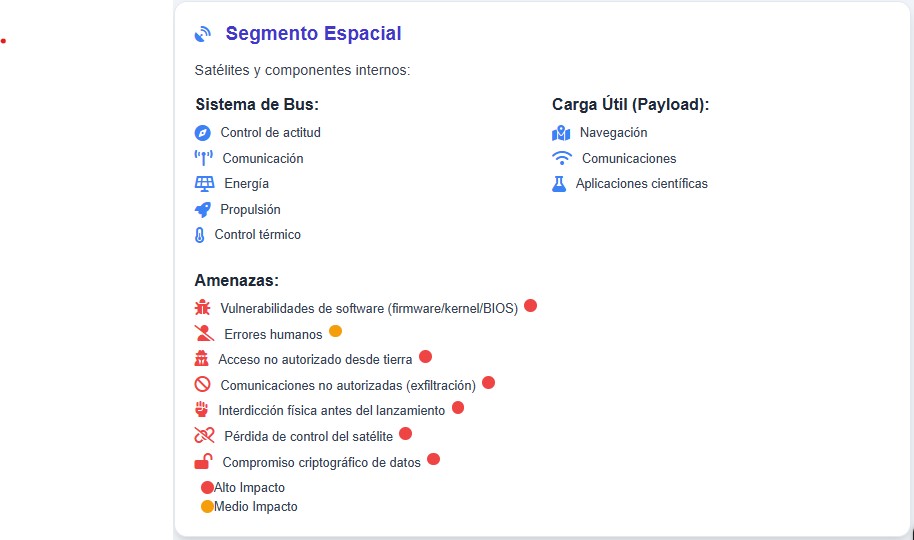 Segmento Espacial
Satélites y componentes internos:
Sistema de Bus:
Control de actitud
Comunicación
Energía
Propulsión
Control térmico
Carga Útil (Payload):
Navegación
Comunicaciones
Aplicaciones científicas
Amenazas:
Vulnerabilidades de software (firmware/kernel/BIOS)
Errores humanos
Acceso no autorizado desde tierra
Comunicaciones no autorizadas (exfiltración)
Interdicción física antes del lanzamiento
Pérdida de control del satélite
Compromiso criptográfico de datos
Alto Impacto
Medio Impacto